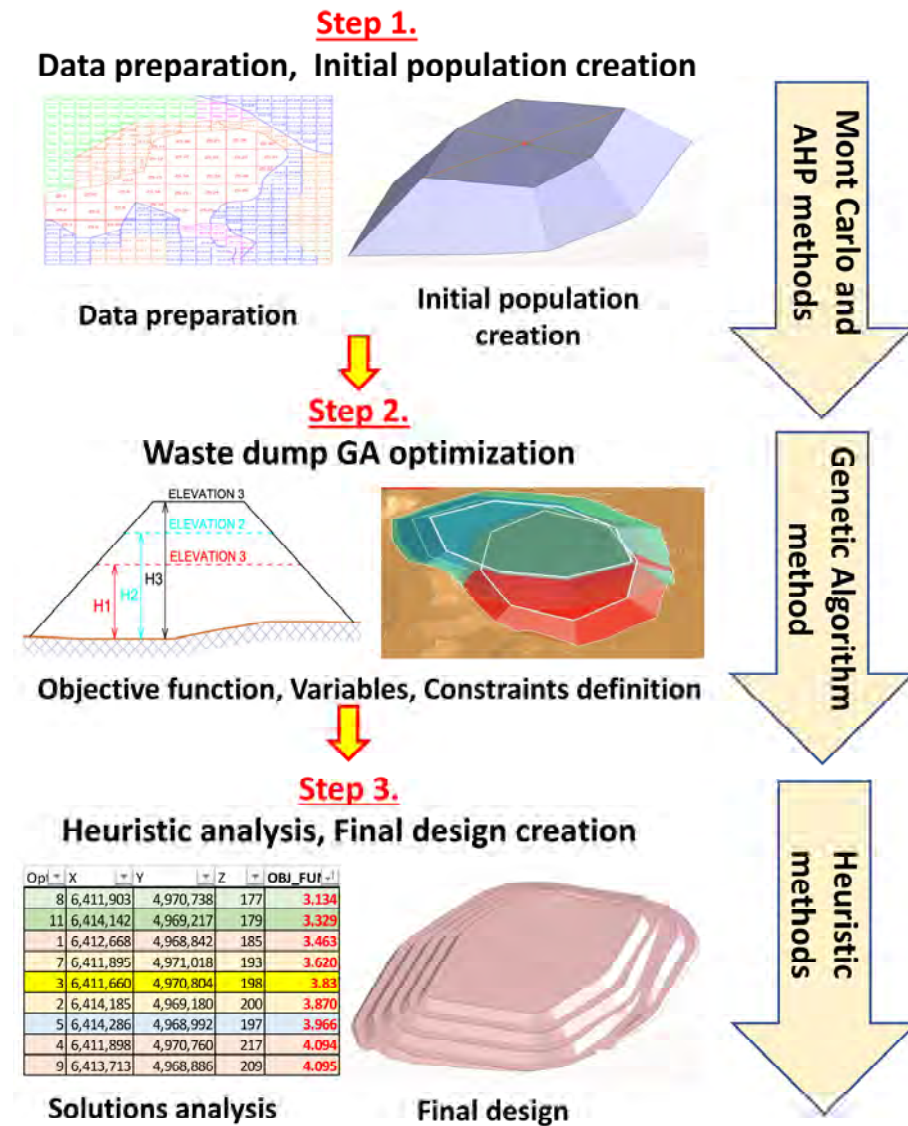 Step 1.
Data preparation, Initial population creation
Data preparation
Initial population
creation
Mont Carlo and
AHP methods
Step 2.
Waste dump GA optimization
ELEVATION 3
ELEVATION 2
ELEVATION 3
H1
H2
H3
Objective function, Variables, Constraints definition
Genetic Algorithm
method
Step 3.
Heuristic analysis, Final design creation
Opt X Y Z OBJ_FUN
8 6,411,903 4,970,738 177 3.134
11 6,414,142 4,969,217 179 3.329
1 6,412,668 4,968,842 185 3.463
7 6,411,895 4,971,018 193 3.620
3 6,411,660 4,970,804 198 3.83
2 6,414,185 4,969,180 200 3.870
5 6,414,286 4,968,992 197 3.966
4 6,411,898 4,970,760 217 4.094
9 6,413,713 4,968,886 209 4.095
Solutions analysis
Final design
Heuristic
methods